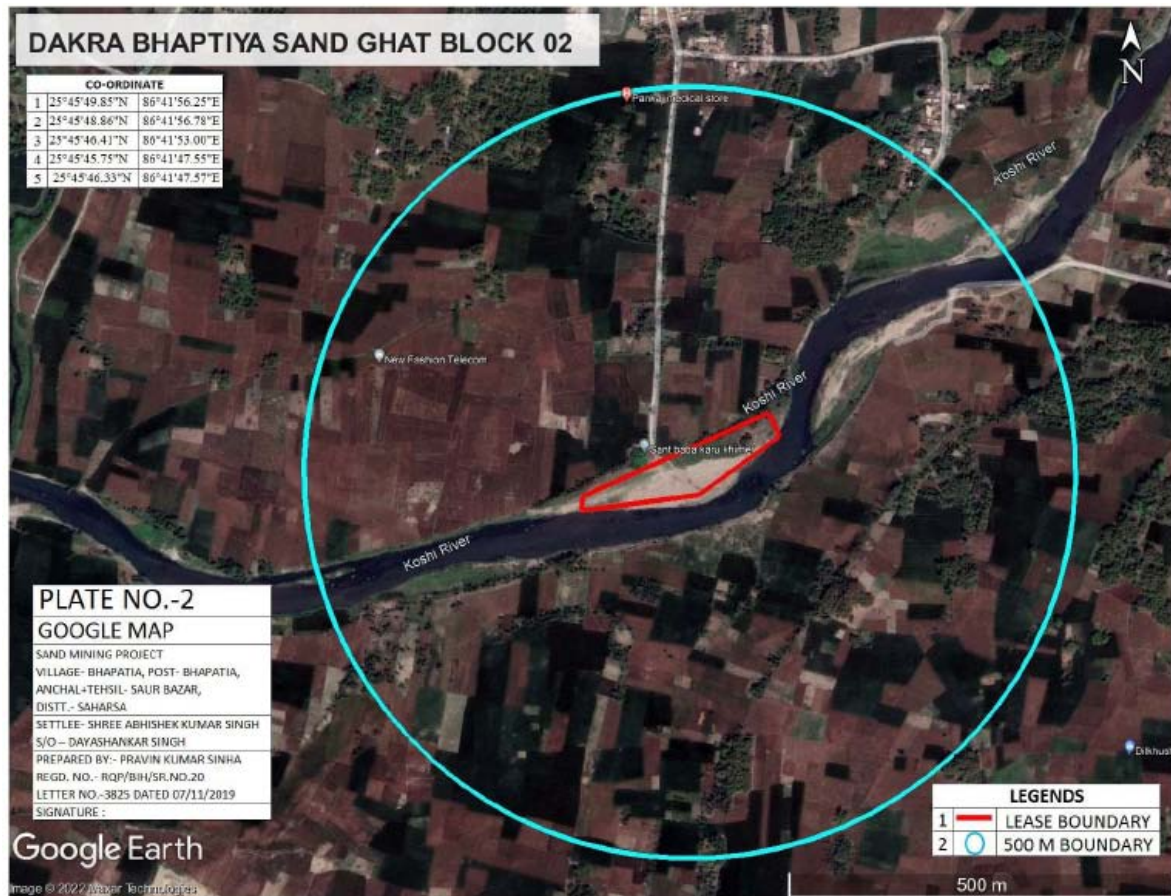 DAKRA BHAPTIYA SAND GHAT BLOCK 02
N
CO-ORDINATE
1 25°45'49.85"N 86°41'56.25"E
2 25°45'48.86"N 86°41'56.78"E
3 25°45'46.41"N 86°41'53.00"E
4 25°45'45.75"N 86°41'47.55"E
5 25°45'46.33"N 86°41'47.57"E
medical store
Koshi River
New Fashion Telecom
Koshi River
Sant baba karu khirhe
Koshi River
PLATE NO.-2
GOOGLE MAP
SAND MINING PROJECT
VILLAGE- BHAPATIA, POST- BHAPATIA,
ANCHAL+TEHSIL- SAUR BAZAR,
DISTT.- SAHARSA
SETTLEE- SHREE ABHISHEK KUMAR SINGH
S/O – DAYASHANKAR SINGH
PREPARED BY:- PRAVIN KUMAR SINHA
REGD. NO.- RQP/BIH/SR.NO.20
LETTER NO.-3825 DATED 07/11/2019
SIGNATURE :
Dilkhush
LEGENDS
1 LEASE BOUNDARY
2 500 M BOUNDARY
Google Earth
Image © 2022 Maxar Technologies
500 m